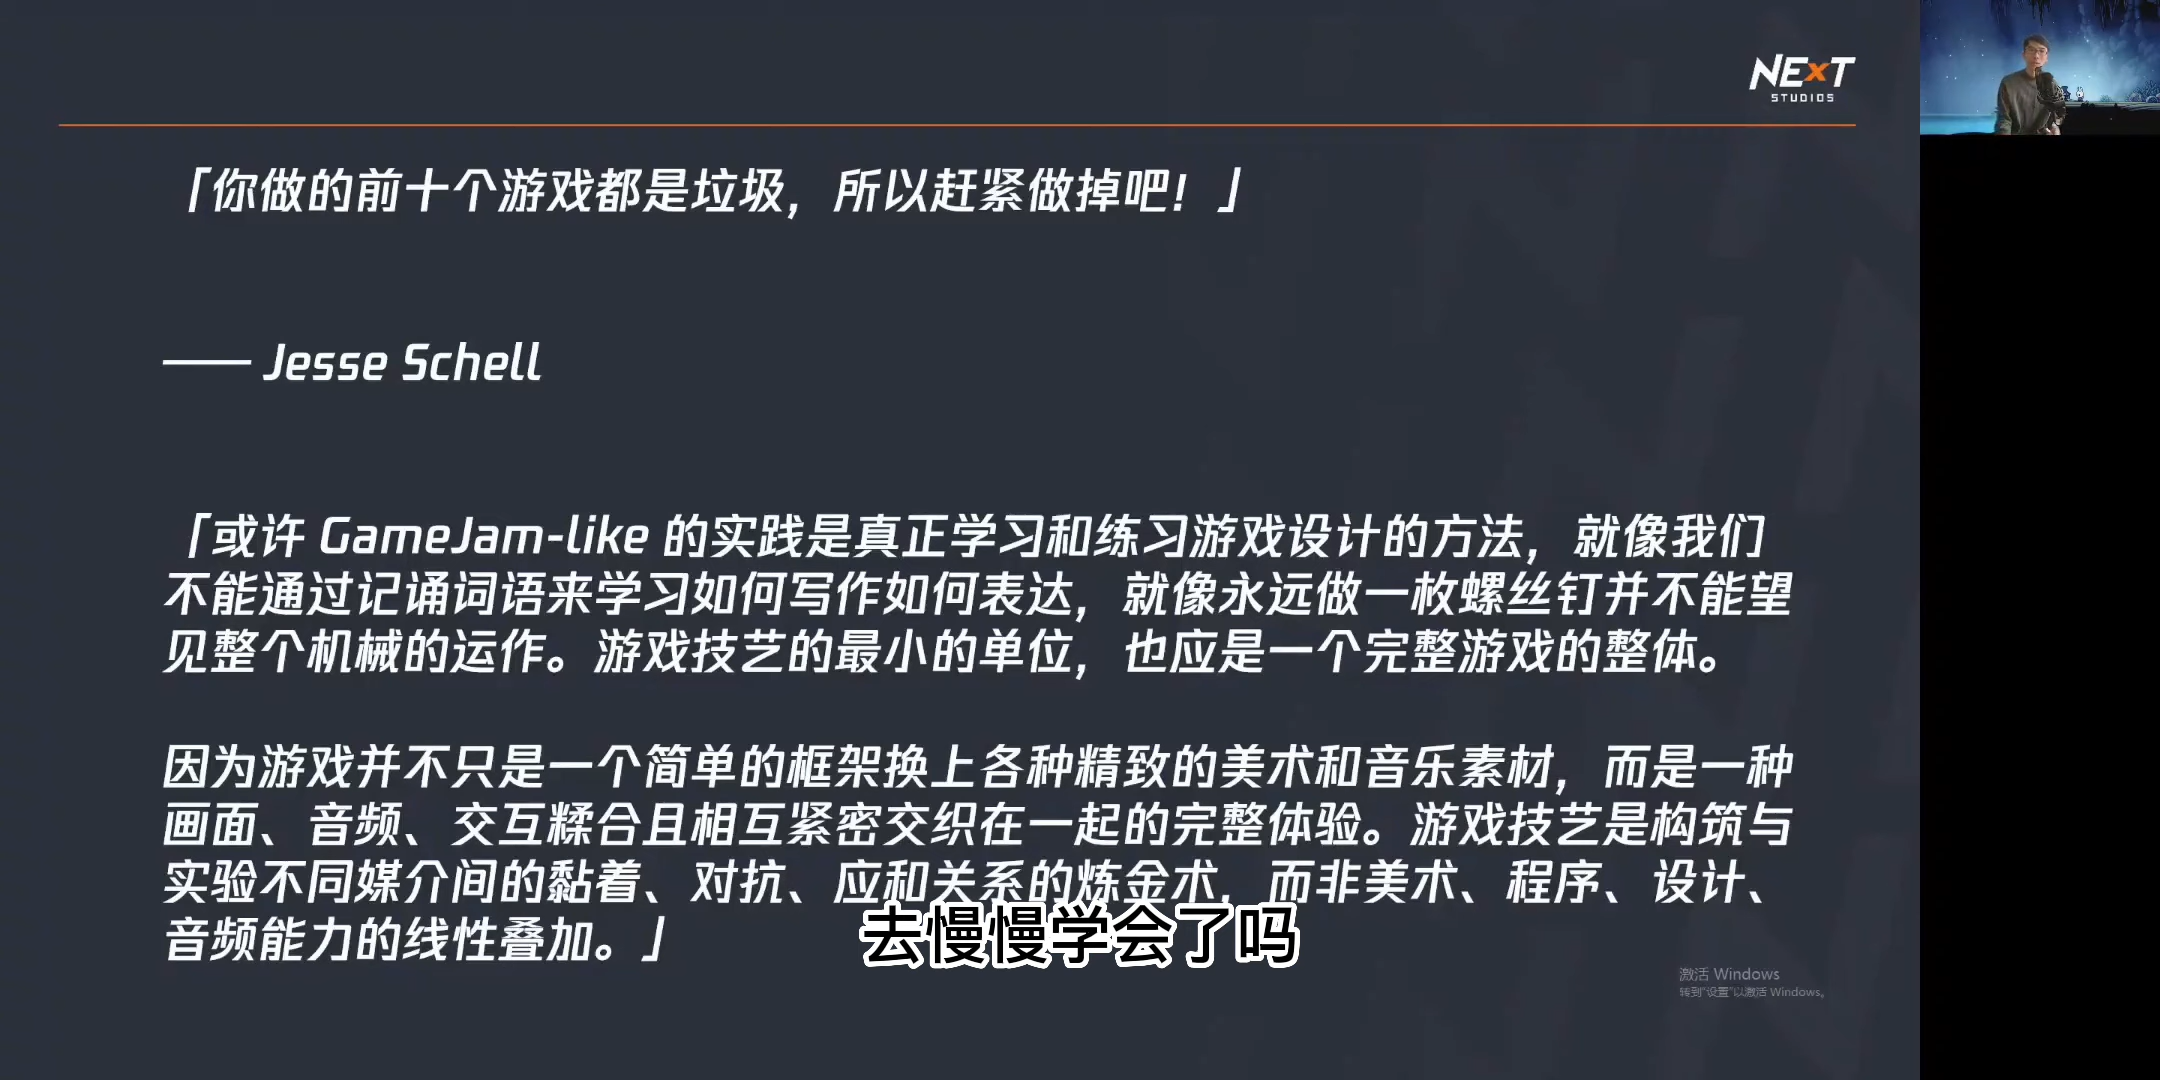 NExT
STUDIOS
「你做的前十个游戏都是垃圾，所以赶紧做掉吧！」
—— Jesse Schell
「或许 GameJam-like 的实践是真正学习和练习游戏设计的方法，就像我们
不能通过记诵词语来学习如何写作如何表达，就像永远做一枚螺丝钉并不能望
见整个机械的运作。游戏技艺的最小的单位，也应是一个完整游戏的整体。
因为游戏并不只是一个简单的框架换上各种精致的美术和音乐素材，而是一种
画面、音频、交互糅合且相互紧密交织在一起的完整体验。游戏技艺是构筑与
实验不同媒介间的黏着、对抗、应和关系的炼金术，而非美术、程序、设计、
音频能力的线性叠加。」
去慢慢学会了吗
激活 Windows
转到“设置”以激活 Windows。